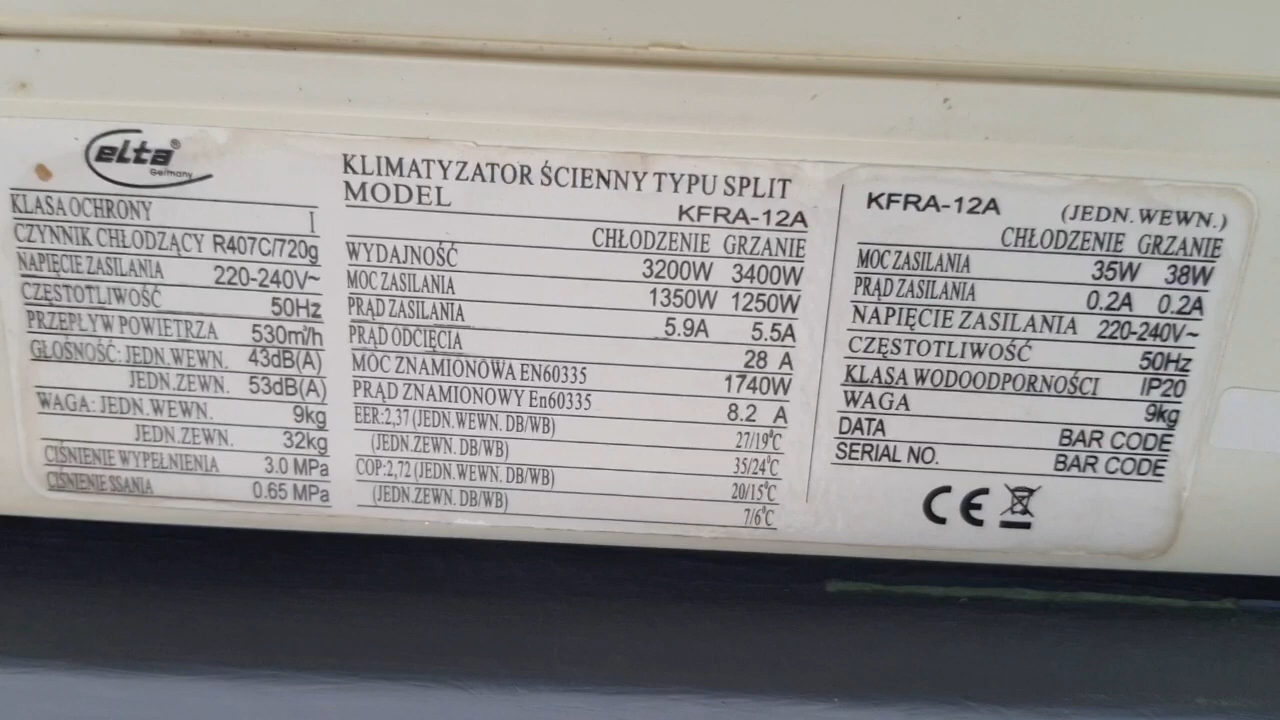 elta®
Germany
KLASA OCHRONY I
CZYNNIK CHŁODZĄCY R407C/720g
NAPIĘCIE ZASILANIA 220-240V~
CZĘSTOTLIWOŚĆ 50Hz
PRZEPŁYW POWIETRZA 530m³/h
GŁOŚNOŚĆ: JEDN.WEWN. 43dB(A)
JEDN.ZEWN. 53dB(A)
WAGA: JEDN.WEWN. 9kg
JEDN.ZEWN. 32kg
CIŚNIENIE WYPEŁNIENIA 3.0 MPa
CIŚNIENIE SSANIA 0.65 MPa
KLIMATYZATOR ŚCIENNY TYPU SPLIT
MODEL KFRA-12A
CHŁODZENIE GRZANIE
WYDAJNOŚĆ 3200W 3400W
MOC ZASILANIA 1350W 1250W
PRĄD ZASILANIA 5.9A 5.5A
PRĄD ODCIĘCIA 28 A
MOC ZNAMIONOWA EN60335 1740W
PRĄD ZNAMIONOWY En60335 8.2 A
EER:2,37 (JEDN.WEWN. DB/WB) 27/19°C
(JEDN.ZEWN. DB/WB) 35/24°C
COP:2,72 (JEDN.WEWN. DB/WB) 20/15°C
(JEDN.ZEWN. DB/WB) 7/6°C
KFRA-12A (JEDN.WEWN.)
CHŁODZENIE GRZANIE
MOC ZASILANIA 35W 38W
PRĄD ZASILANIA 0.2A 0.2A
NAPIĘCIE ZASILANIA 220-240V~
CZĘSTOTLIWOŚĆ 50Hz
KLASA WODOODPORNOŚCI IP20
WAGA 9kg
DATA BAR CODE
SERIAL NO. BAR CODE
CE